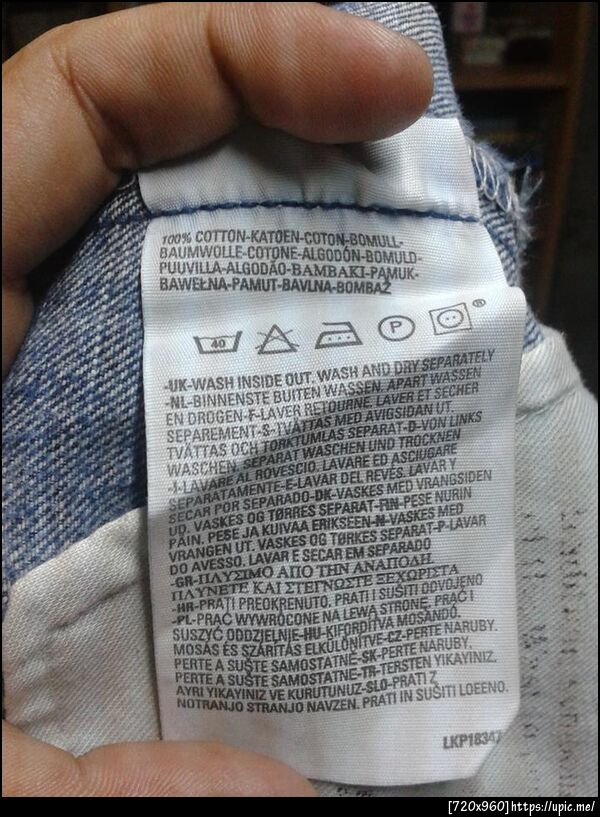 100% COTTON-KATOEN-COTON-BOMULL-
BAUMWOLLE-COTONE-ALGODÓN-BOMULD-
PUUVILLA-ALGODÃO-BAMBAKI-PAMUK-
BAWEŁNA-PAMUT-BAVLNA-BOMBAŽ
40 P ®
-UK-WASH INSIDE OUT. WASH AND DRY SEPARATELY
-NL-BINNENSTE BUITEN WASSEN. APART WASSEN
EN DROGEN-F-LAVER RETOURNE. LAVER ET SECHER
SEPAREMENT-S-TVÄTTAS MED AVIGSIDAN UT.
TVÄTTAS OCH TORKTUMLAS SEPARAT-D-VON LINKS
WASCHEN. SEPARAT WASCHEN UND TROCKNEN
-I-LAVARE AL ROVESCIO. LAVARE ED ASCIUGARE
SEPARATAMENTE-E-LAVAR DEL REVÉS. LAVAR Y
SECAR POR SEPARADO-DK-VASKES MED VRANGSIDEN
UD. VASKES OG TØRRES SEPARAT-FIN-PESE NURIN
PÄIN. PESE JA KUIVAA ERIKSEEN-N-VASKES MED
VRANGEN UT. VASKES OG TØRKES SEPARAT-P-LAVAR
DO AVESSO. LAVAR E SECAR EM SEPARADO
-GR-ΠΛΥΣΙΜΟ ΑΠΟ ΤΗΝ ΑΝΑΠΟΔΗ.
ΠΛΥΝΕΤΕ ΚΑΙ ΣΤΕΓΝΩΣΤΕ ΞΕΧΩΡΙΣΤΑ
-HR-PRATI PREOKRENUTO. PRATI I SUŠITI ODVOJENO
-PL-PRAĆ WYWRÓCONE NA LEWĄ STRONĘ. PRAĆ I
SUSZYĆ ODDZIELNIE-HU-KIFORDÍTVA MOSANDÓ.
MOSÁS ÉS SZÁRÍTÁS ELKÜLÖNÍTVE-CZ-PERTE NARUBY.
PERTE A SUŠTE SAMOSTATNĚ-SK-PERTE NARUBY.
PERTE A SUŠTE SAMOSTATNE-TR-TERSTEN YIKAYINIZ.
AYRI YIKAYINIZ VE KURUTUNUZ-SLO-PRATI Z
NOTRANJO STRANJO NAVZEN. PRATI IN SUŠITI LOEENO.
LKP18347
[720x960]https://upic.me/